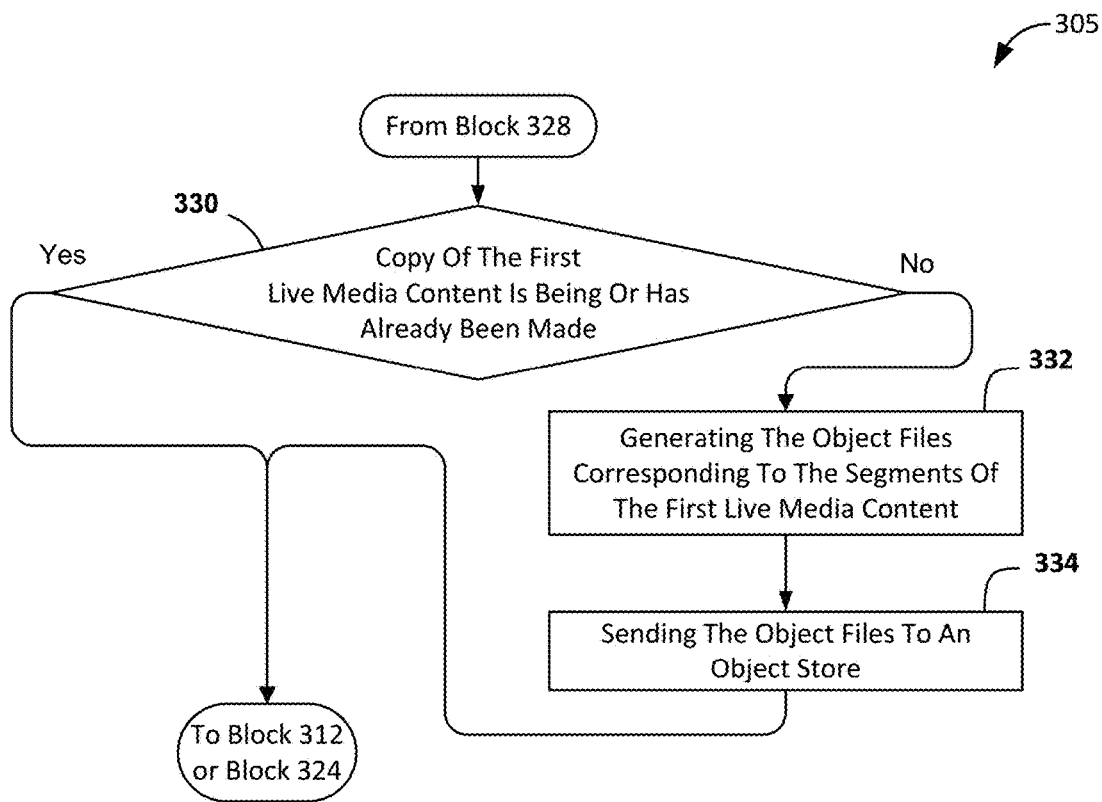 305
From Block 328
330
Yes
No
Copy Of The First
Live Media Content Is Being Or Has
Already Been Made
332
Generating The Object Files
Corresponding To The Segments Of
The First Live Media Content
334
Sending The Object Files To An
Object Store
To Block 312
or Block 324